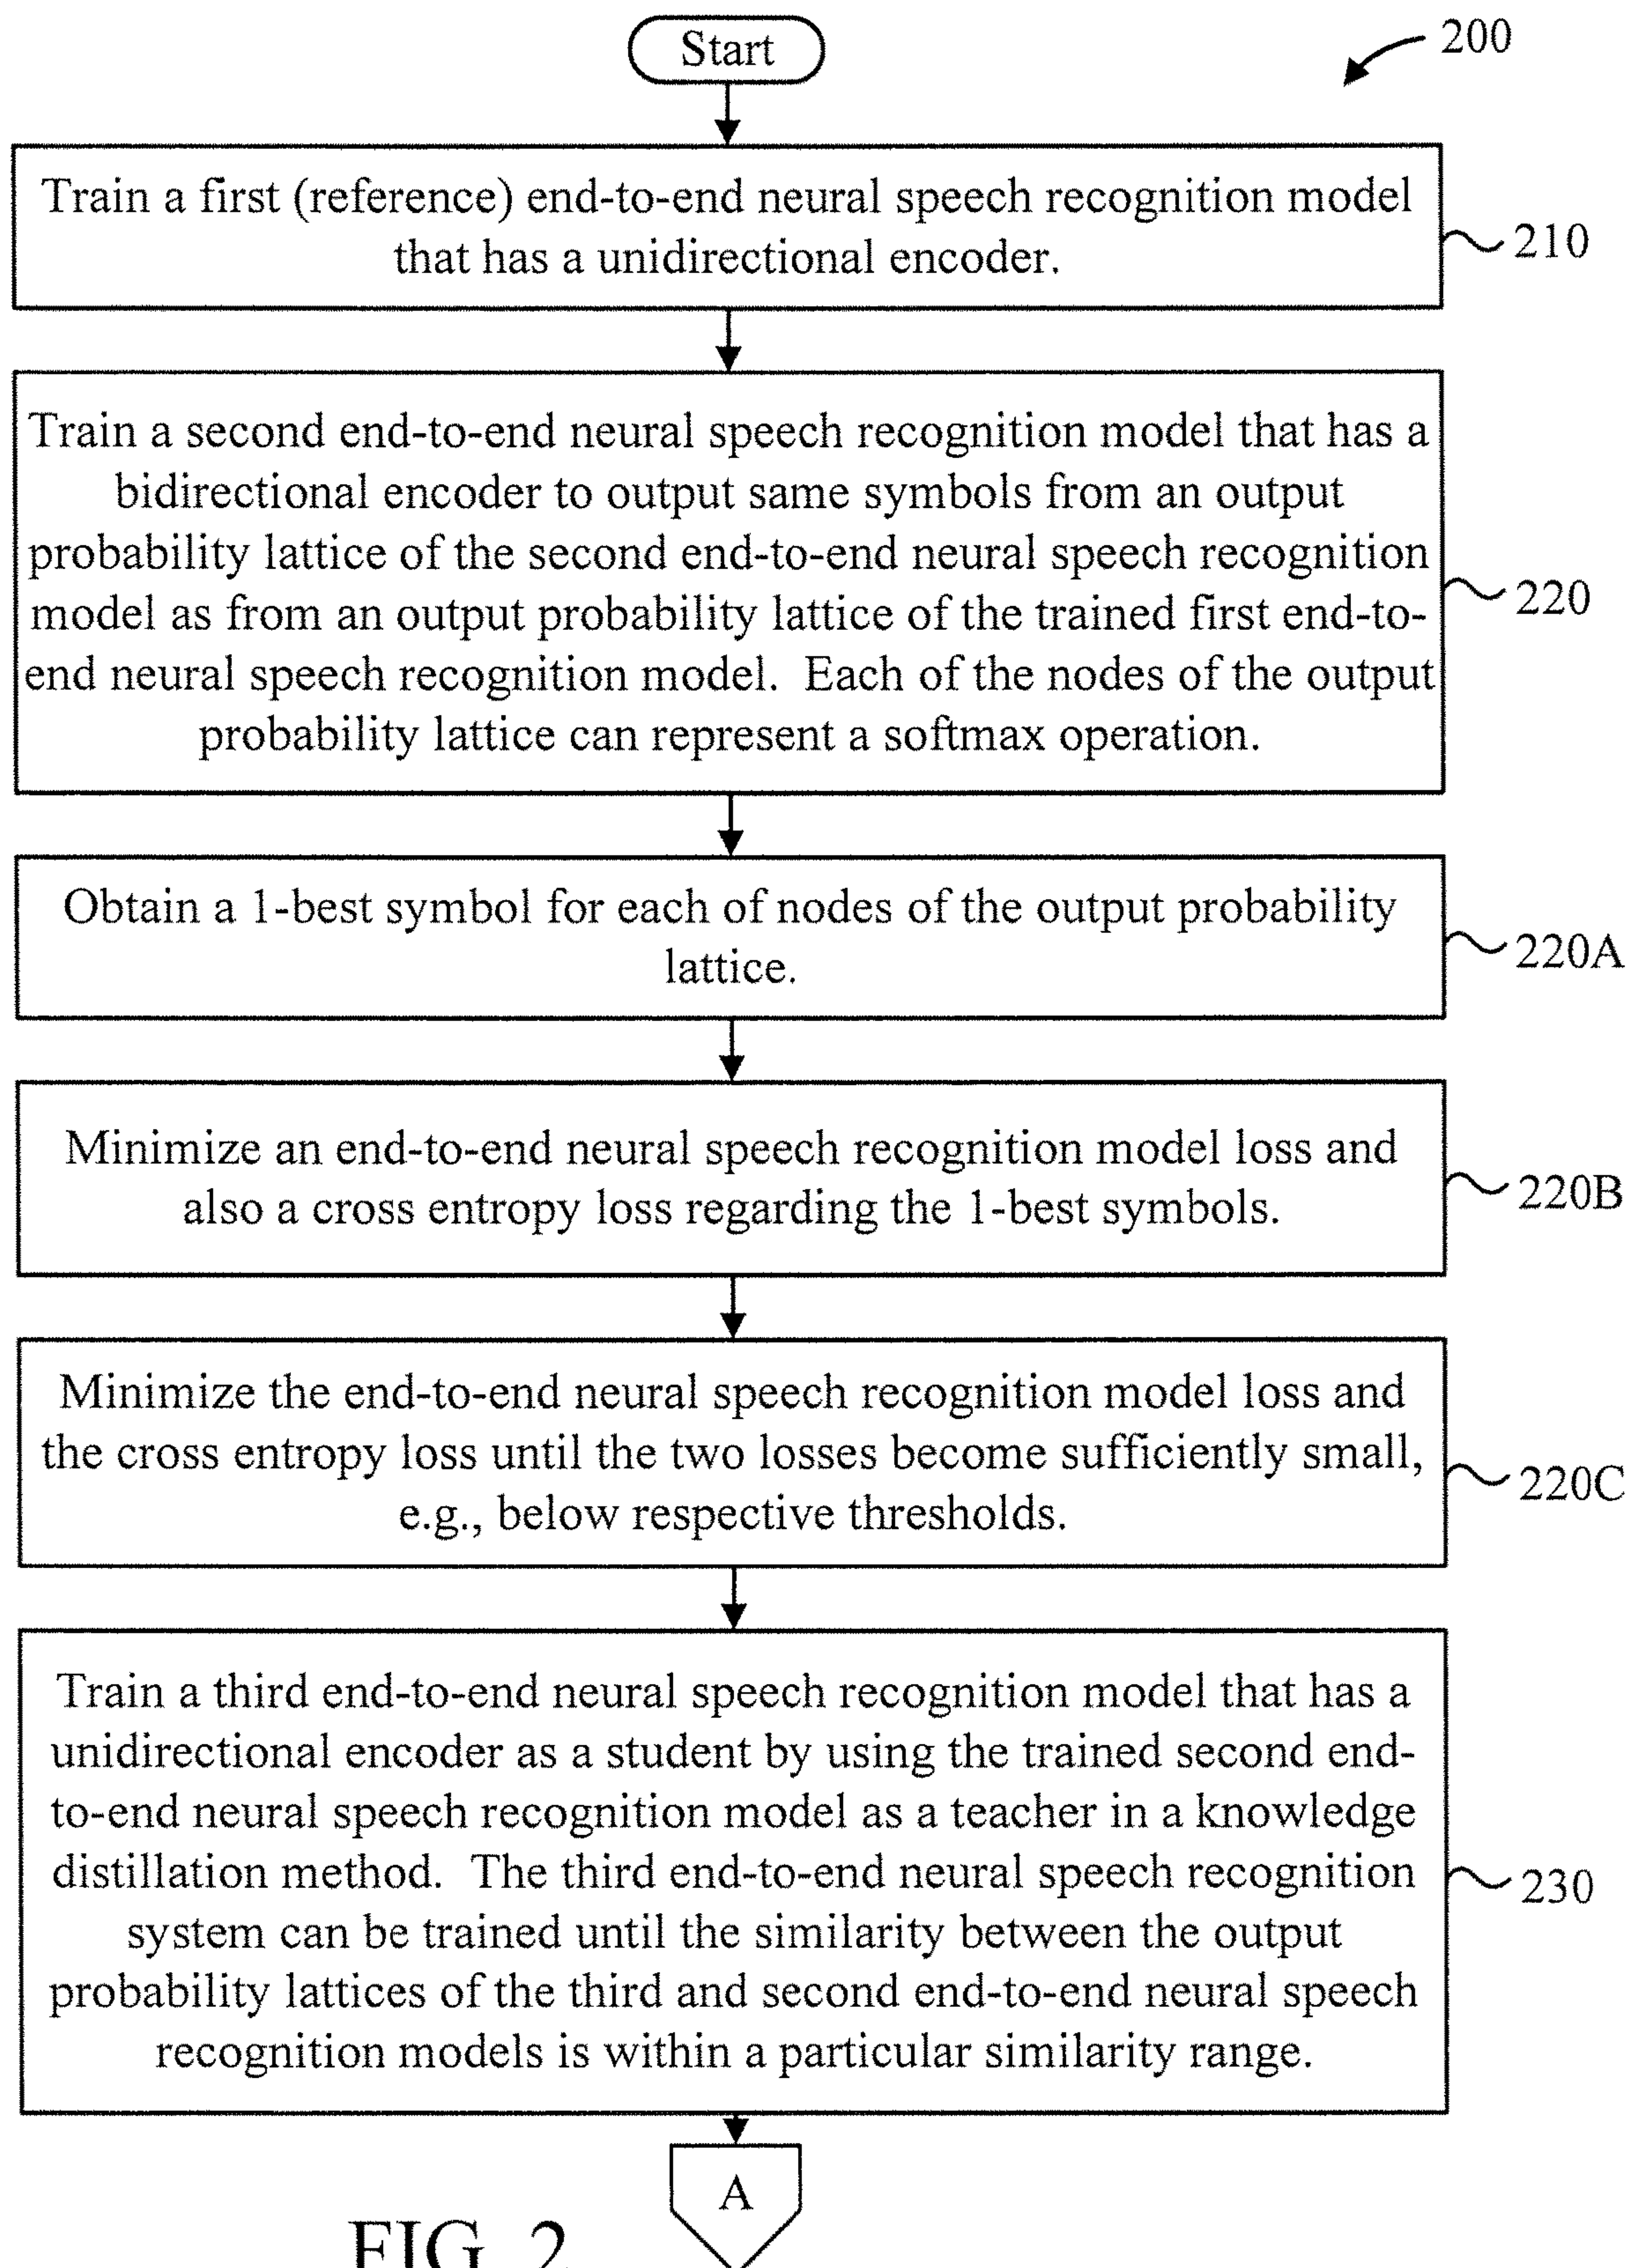 Start
200
Train a first (reference) end-to-end neural speech recognition model
that has a unidirectional encoder.
210
Train a second end-to-end neural speech recognition model that has a
bidirectional encoder to output same symbols from an output
probability lattice of the second end-to-end neural speech recognition
model as from an output probability lattice of the trained first end-to-
end neural speech recognition model.  Each of the nodes of the output
probability lattice can represent a softmax operation.
220
Obtain a 1-best symbol for each of nodes of the output probability
lattice.
220A
Minimize an end-to-end neural speech recognition model loss and
also a cross entropy loss regarding the 1-best symbols.
220B
Minimize the end-to-end neural speech recognition model loss and
the cross entropy loss until the two losses become sufficiently small,
e.g., below respective thresholds.
220C
Train a third end-to-end neural speech recognition model that has a
unidirectional encoder as a student by using the trained second end-
to-end neural speech recognition model as a teacher in a knowledge
distillation method.  The third end-to-end neural speech recognition
system can be trained until the similarity between the output
probability lattices of the third and second end-to-end neural speech
recognition models is within a particular similarity range.
230
A
FIG. 2